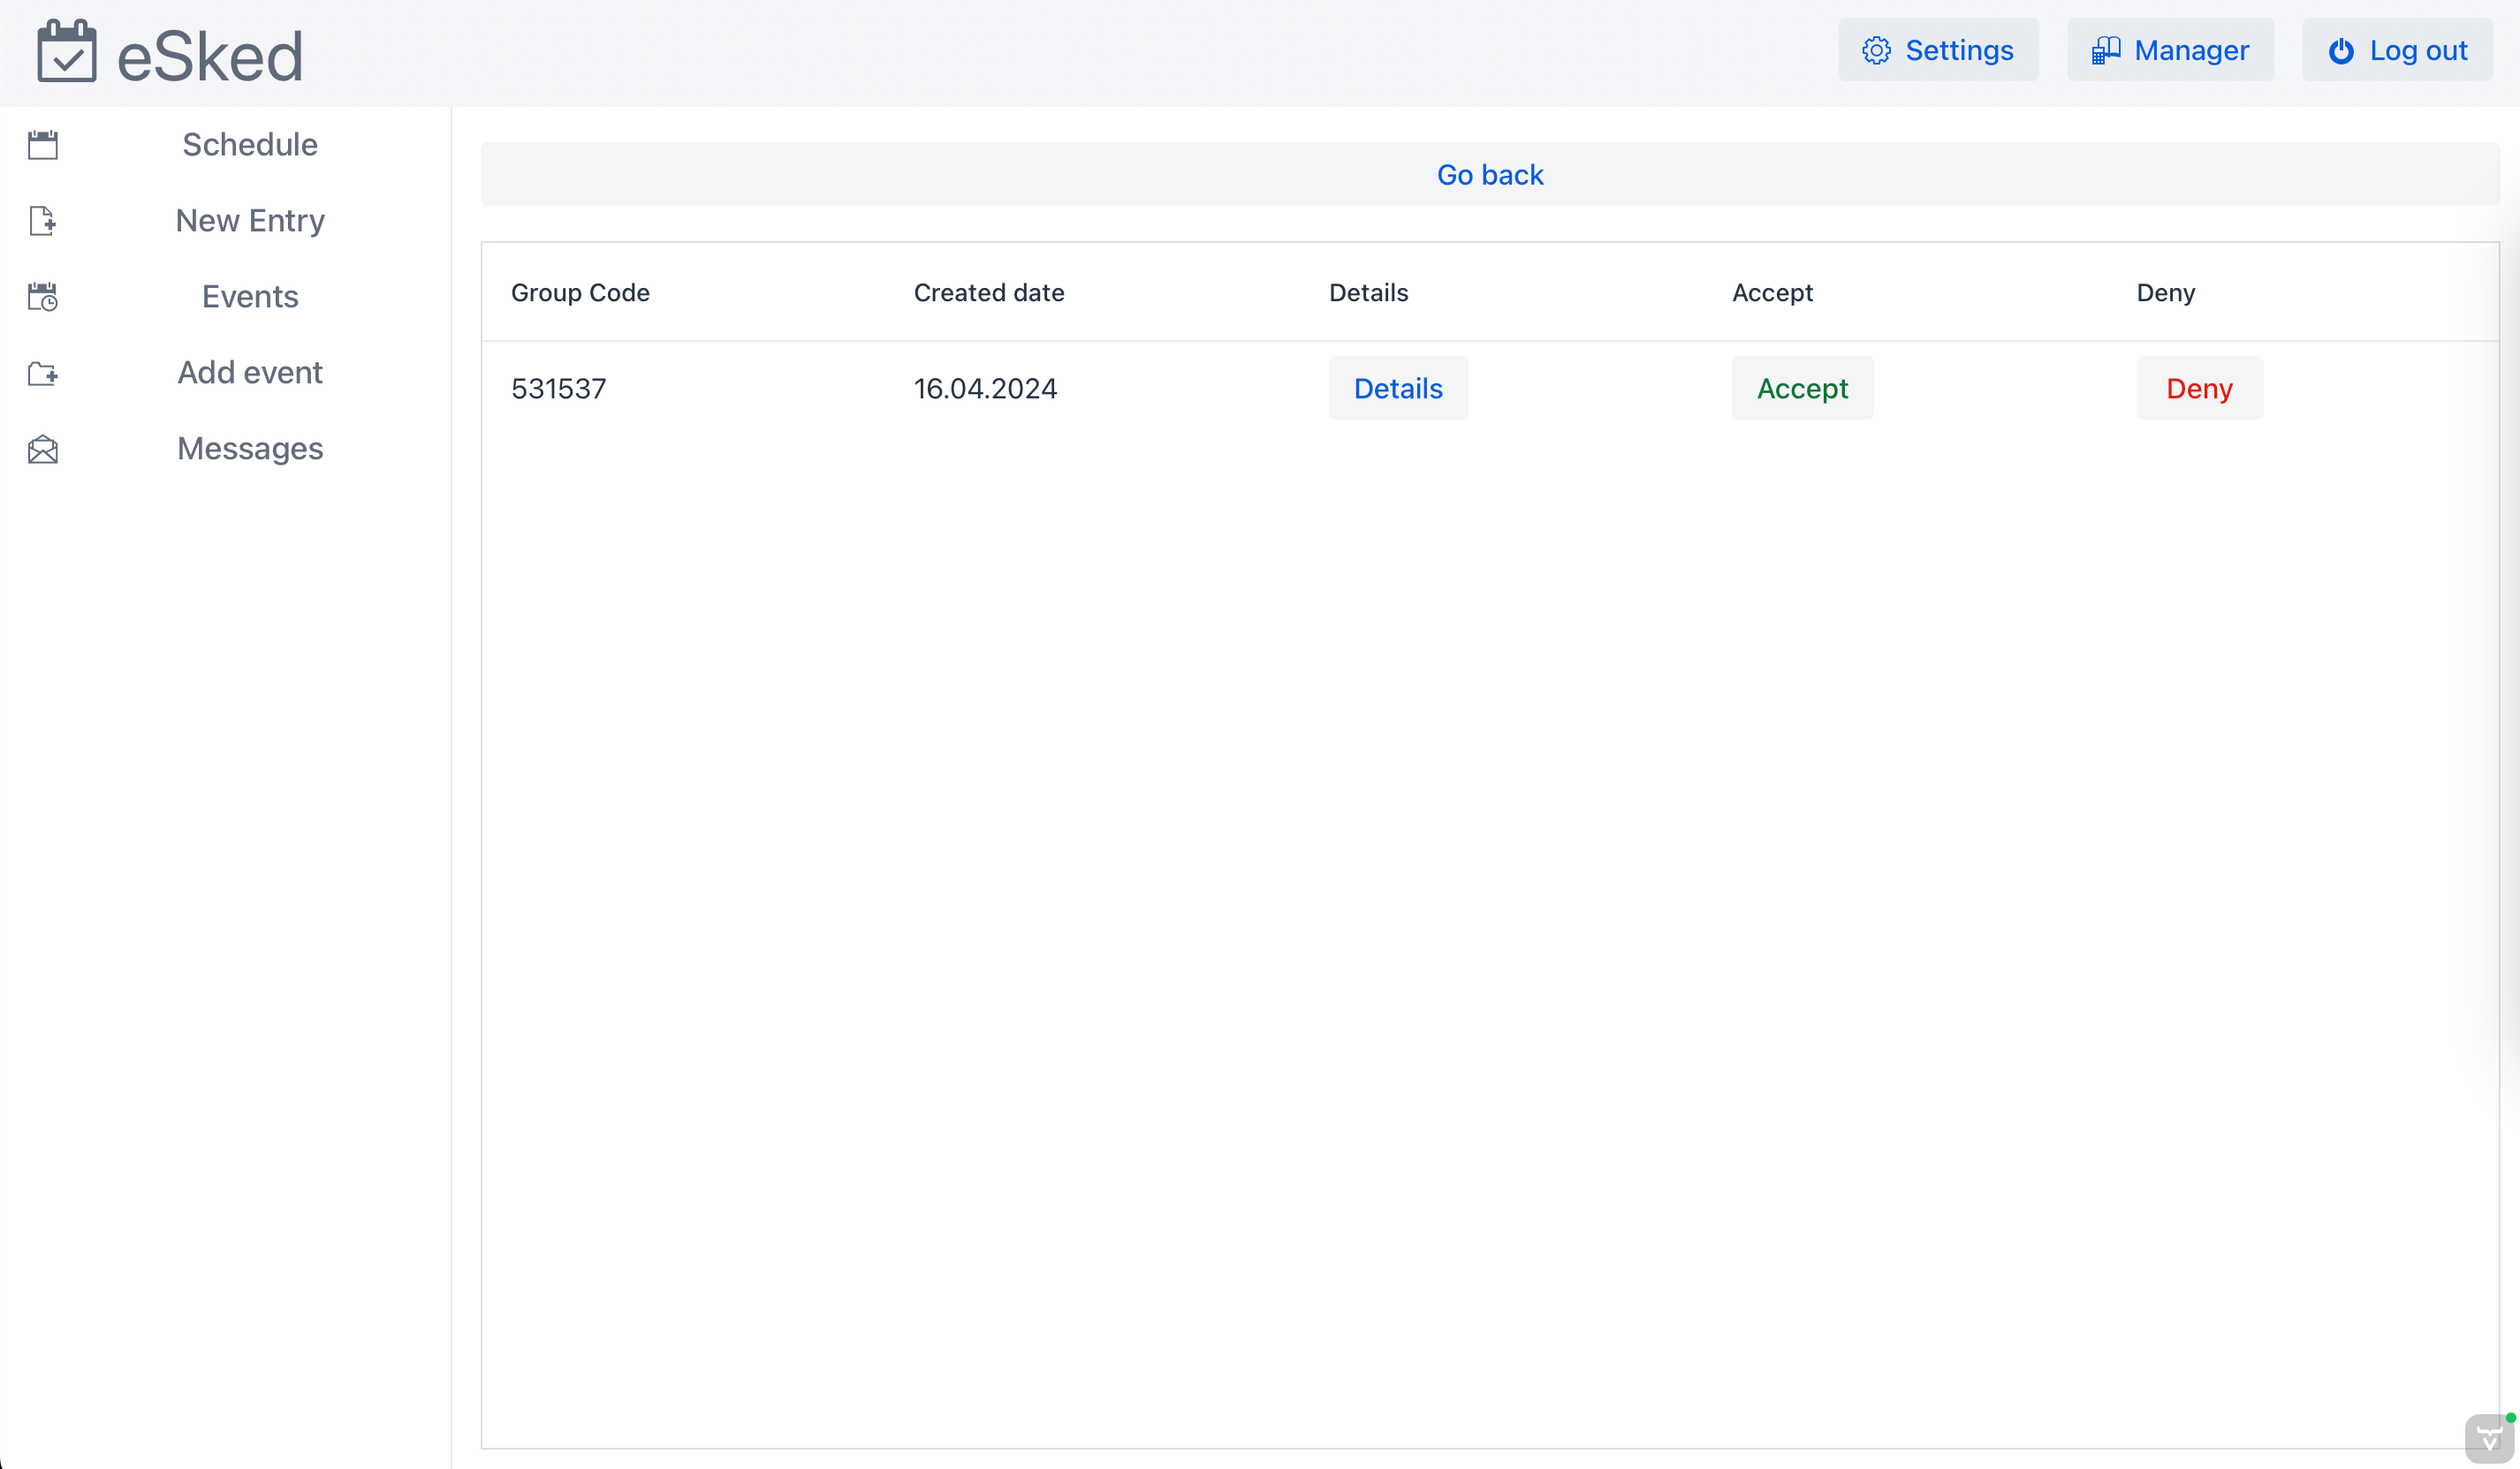 eSked
Settings
Manager
Log out
Schedule
New Entry
Events
Add event
Messages
Go back
Group Code Created date Details Accept Deny
531537 16.04.2024 Details Accept Deny